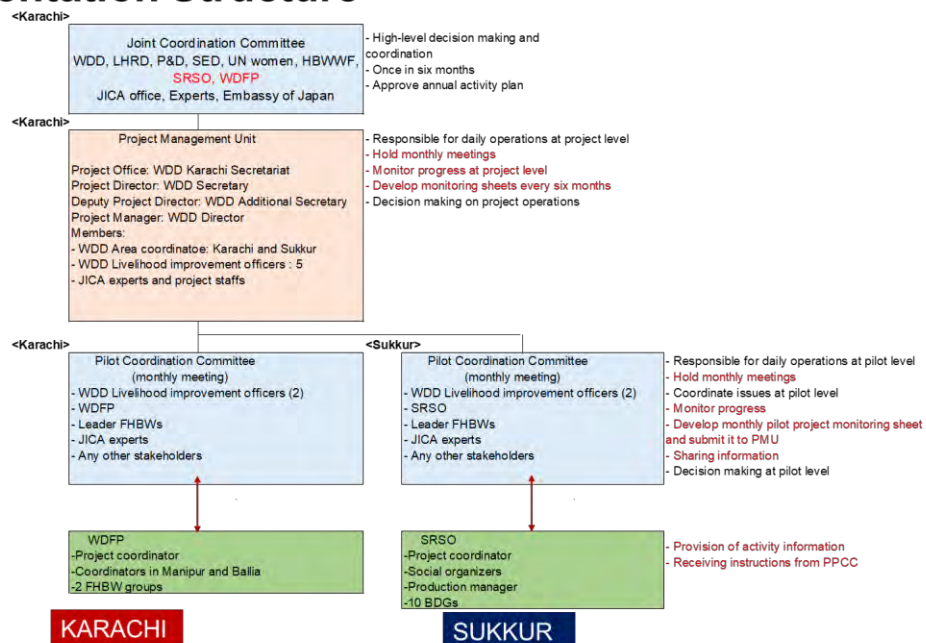 ntation Structure
<Karachi>
Joint Coordination Committee
WDD, LHRD, P&D, SED, UN women, HBWWF,
SRSO, WDFP
JICA office, Experts, Embassy of Japan
- High-level decision making and
coordination
- Once in six months
- Approve annual activity plan
<Karachi>
Project Management Unit
Project Office: WDD Karachi Secretariat
Project Director: WDD Secretary
Deputy Project Director: WDD Additional Secretary
Project Manager: WDD Director
Members:
- WDD Area coordinatoe: Karachi and Sukkur
- WDD Livelihood improvement officers : 5
- JICA experts and project staffs
- Responsible for daily operations at project level
- Hold monthly meetings
- Monitor progress at project level
- Develop monitoring sheets every six months
- Decision making on project operations
<Karachi>
Pilot Coordination Committee
(monthly meeting)
- WDD Livelihood improvement officers (2)
- WDFP
- Leader FHBWs
- JICA experts
- Any other stakeholders
<Sukkur>
Pilot Coordination Committee
(monthly meeting)
- WDD Livelihood improvement officers (2)
- SRSO
- Leader FHBWs
- JICA experts
- Any other stakeholders
- Responsible for daily operations at pilot level
- Hold monthly meetings
- Coordinate issues at pilot level
- Monitor progress
- Develop monthly pilot project monitoring sheet
and submit it to PMU
- Sharing information
- Decision making at pilot level
WDFP
-Project coordinator
-Coordinators in Manipur and Ballia
-2 FHBW groups
SRSO
-Project coordinator
-Social organizers
-Production manager
-10 BDGs
- Provision of activity information
- Receiving instructions from PPCC
KARACHI
SUKKUR